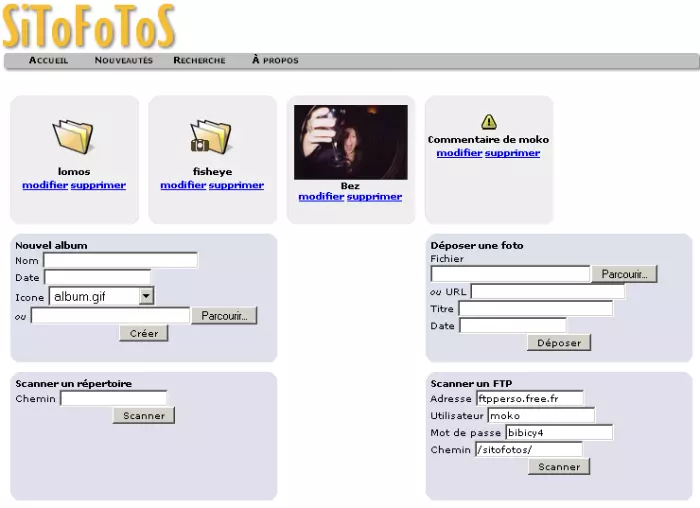 SiToFoToS
Accueil Nouveautés Recherche À propos
lomos
modifier supprimer
fisheye
modifier supprimer
Bez
modifier supprimer
Commentaire de moko
modifier supprimer
Nouvel album
Nom
Date
Icone album.gif
ou Parcourir...
Créer
Déposer une foto
Fichier
Parcourir...
ou URL
Titre
Date
Déposer
Scanner un répertoire
Chemin
Scanner
Scanner un FTP
Adresse ftpperso.free.fr
Utilisateur moko
Mot de passe bibicy4
Chemin /sitofotos/
Scanner